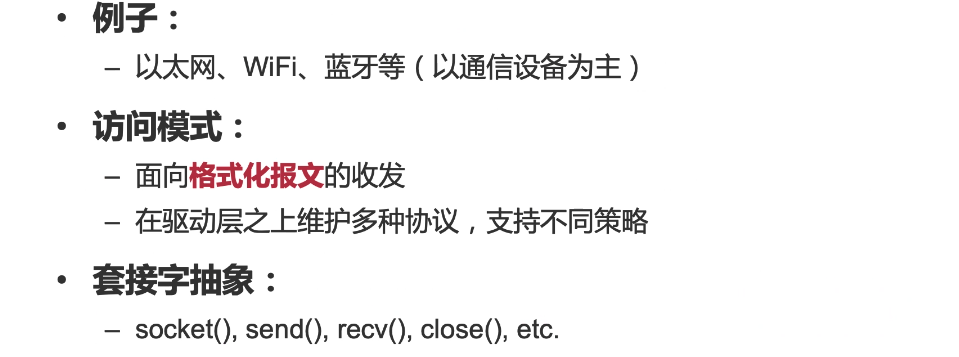 • 例子：
– 以太网、WiFi、蓝牙等（以通信设备为主）
• 访问模式：
– 面向格式化报文的收发
– 在驱动层之上维护多种协议，支持不同策略
• 套接字抽象：
– socket(), send(), recv(), close(), etc.